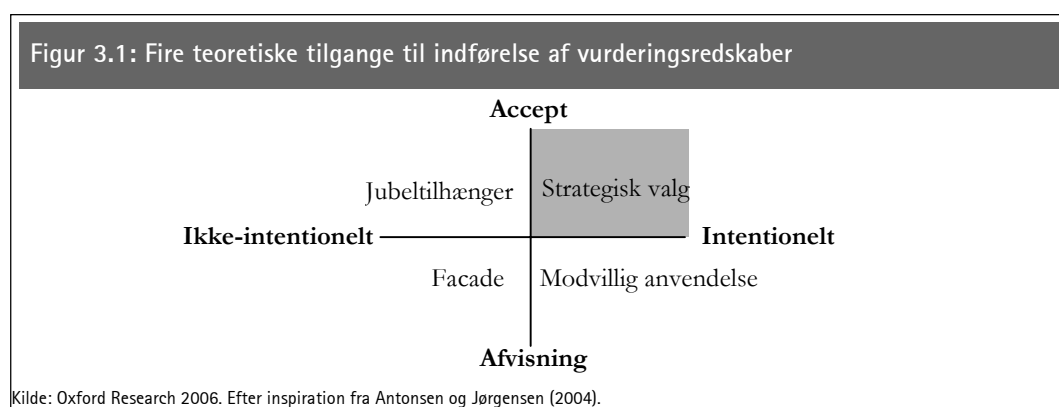 Figur 3.1: Fire teoretiske tilgange til indførelse af vurderingsredskaber
Accept
Jubeltilhænger Strategisk valg
Ikke-intentionelt Intentionelt
Facade Modvillig anvendelse
Afvisning
Kilde: Oxford Research 2006. Efter inspiration fra Antonsen og Jørgensen (2004).